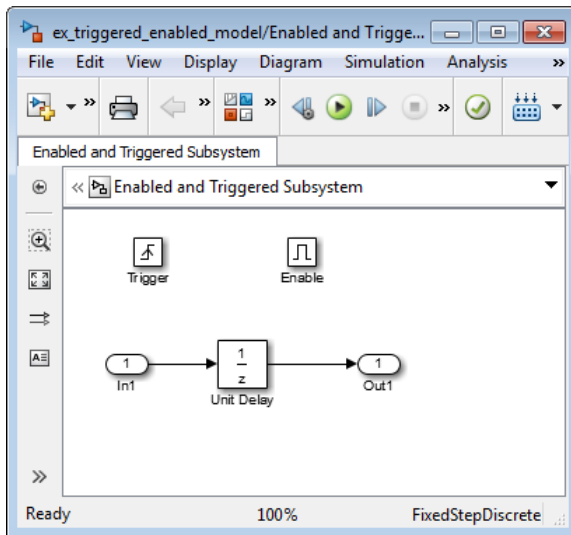 ex_triggered_enabled_model/Enabled and Trigge...
File Edit View Display Diagram Simulation Analysis »
» » » »
Enabled and Triggered Subsystem
« Enabled and Triggered Subsystem
Trigger Enable
1 1 z 1
In1 Unit Delay Out1
A
»
Ready 100% FixedStepDiscrete